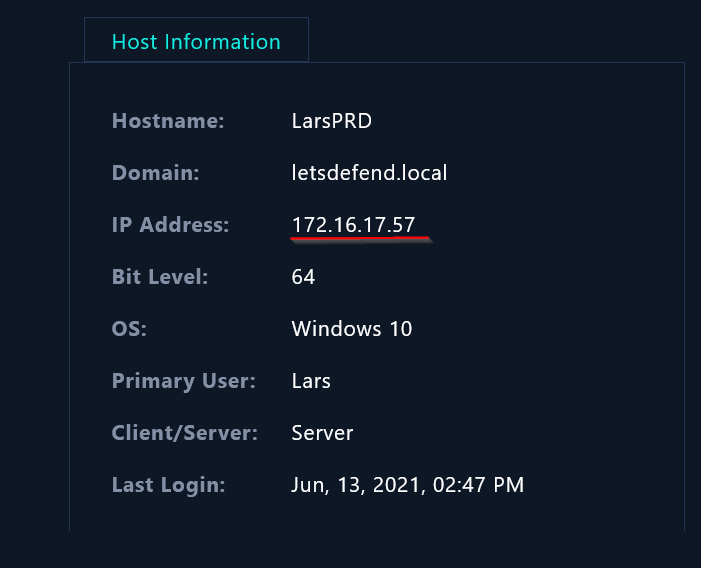 Host Information
Hostname: LarsPRD
Domain: letsdefend.local
IP Address: 172.16.17.57
Bit Level: 64
OS: Windows 10
Primary User: Lars
Client/Server: Server
Last Login: Jun, 13, 2021, 02:47 PM